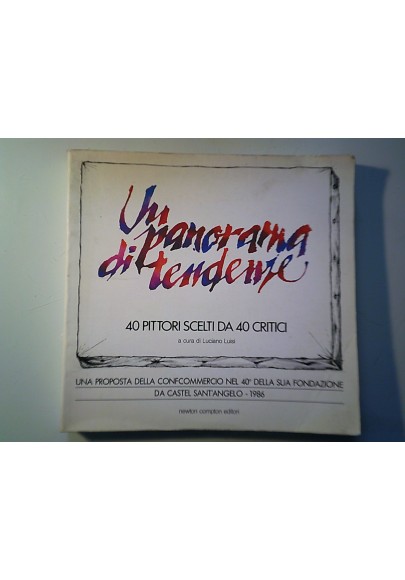 Un
panorama
di tendenze
40 PITTORI SCELTI DA 40 CRITICI
a cura di Luciano Luisi
UNA PROPOSTA DELLA CONFCOMMERCIO NEL 40° DELLA SUA FONDAZIONE
DA CASTEL SANT'ANGELO - 1986
newton compton editori